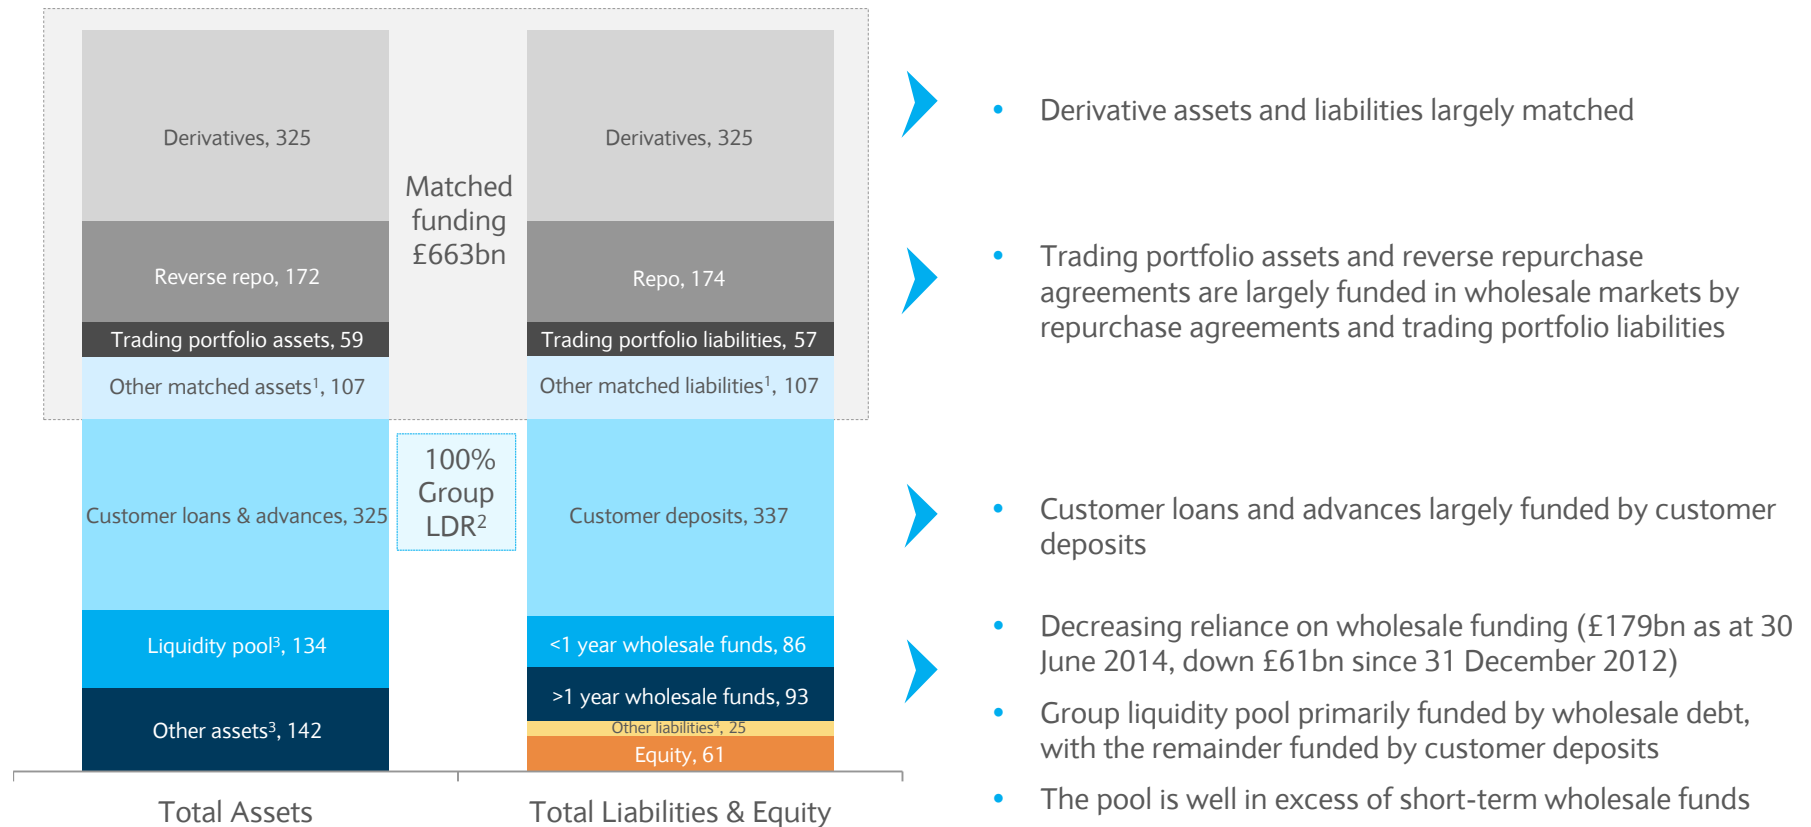 Derivatives, 325
Reverse repo, 172
Trading portfolio assets, 59
Other matched assets¹, 107
Customer loans & advances, 325
Liquidity pool³, 134
Other assets³, 142
Total Assets
Matched
funding
£663bn
100%
Group
LDR²
Derivatives, 325
Repo, 174
Trading portfolio liabilities, 57
Other matched liabilities¹, 107
Customer deposits, 337
<1 year wholesale funds, 86
>1 year wholesale funds, 93
Other liabilities⁴, 25
Equity, 61
Total Liabilities & Equity
• Derivative assets and liabilities largely matched
• Trading portfolio assets and reverse repurchase
agreements are largely funded in wholesale markets by
repurchase agreements and trading portfolio liabilities
• Customer loans and advances largely funded by customer
deposits
• Decreasing reliance on wholesale funding (£179bn as at 30
June 2014, down £61bn since 31 December 2012)
• Group liquidity pool primarily funded by wholesale debt,
with the remainder funded by customer deposits
• The pool is well in excess of short-term wholesale funds